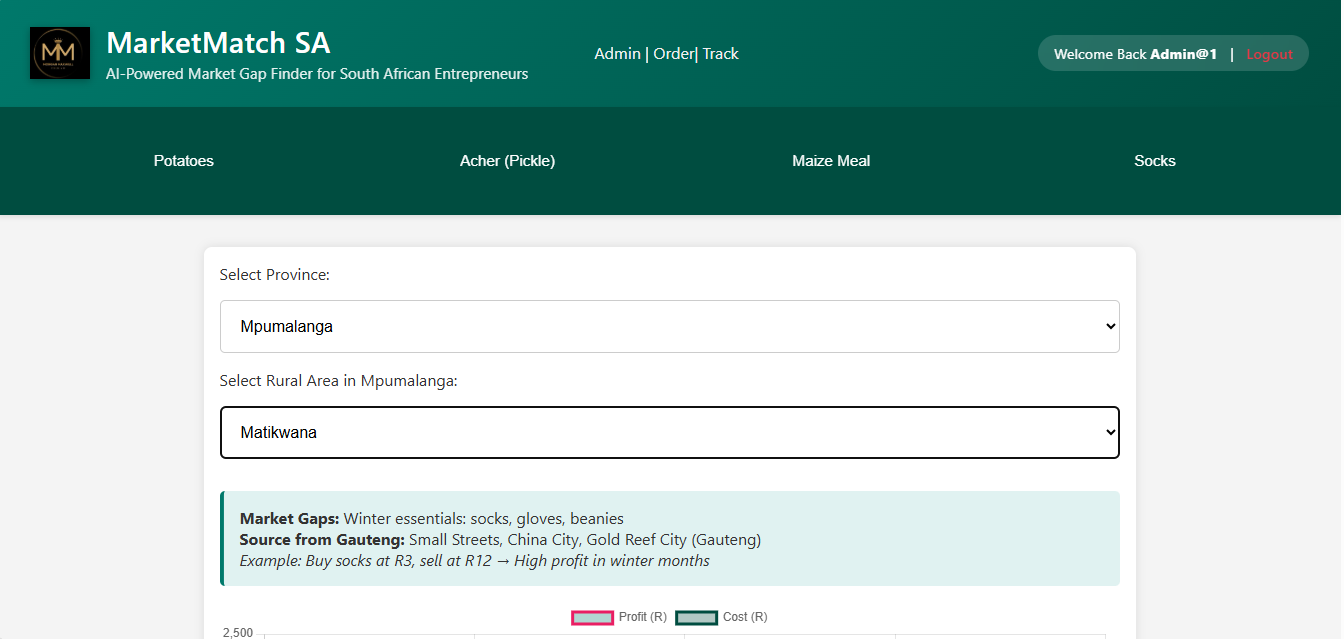 MM
MarketMatch SA
AI-Powered Market Gap Finder for South African Entrepreneurs
Admin | Order| Track
Welcome Back Admin@1 | Logout
Potatoes
Acher (Pickle)
Maize Meal
Socks
Select Province:
Mpumalanga
Select Rural Area in Mpumalanga:
Matikwana
Market Gaps: Winter essentials: socks, gloves, beanies
Source from Gauteng: Small Streets, China City, Gold Reef City (Gauteng)
Example: Buy socks at R3, sell at R12 → High profit in winter months
Profit (R)
Cost (R)
2,500